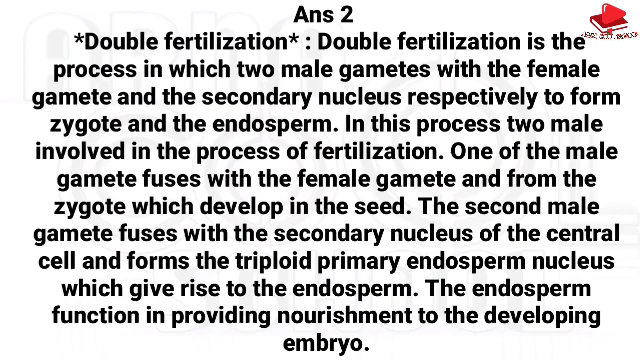 Ans 2
*Double fertilization* : Double fertilization is the
process in which two male gametes with the female
gamete and the secondary nucleus respectively to form
zygote and the endosperm. In this process two male
involved in the process of fertilization. One of the male
gamete fuses with the female gamete and from the
zygote which develop in the seed. The second male
gamete fuses with the secondary nucleus of the central
cell and forms the triploid primary endosperm nucleus
which give rise to the endosperm. The endosperm
function in providing nourishment to the developing
embryo.